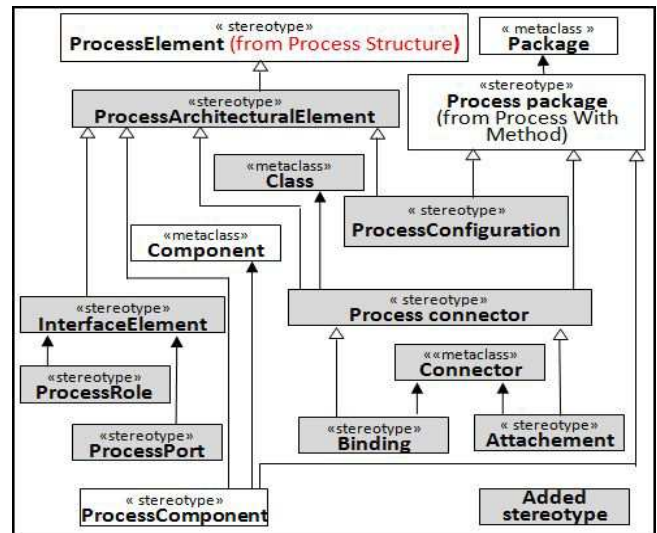 « stereotype»
ProcessElement (from Process Structure)
« metaclass»
Package
«stereotype»
ProcessArchitecturalElement
«stereotype»
Process package
(from Process With
Method)
«metaclass»
Class
« stereotype»
ProcessConfiguration
«metaclass»
Component
«stereotype»
InterfaceElement
« stereotype»
Process connector
«stereotype»
ProcessRole
««metaclass»
Connector
«stereotype»
ProcessPort
«stereotype»
Binding
«stereotype»
Attachement
« stereotype»
ProcessComponent
Added
stereotype